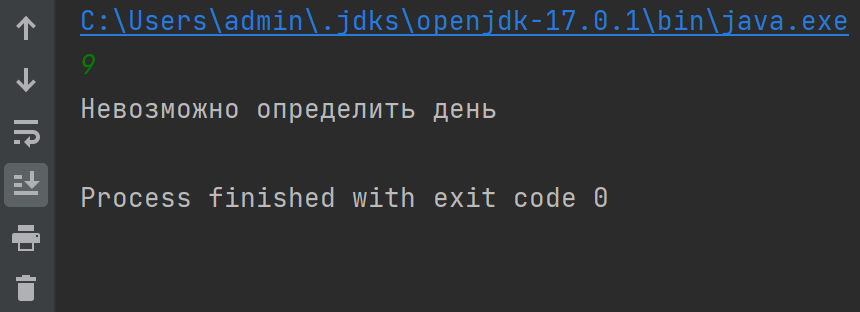 C:\Users\admin\.jdks\openjdk-17.0.1\bin\java.exe
9
Невозможно определить день
Process finished with exit code 0